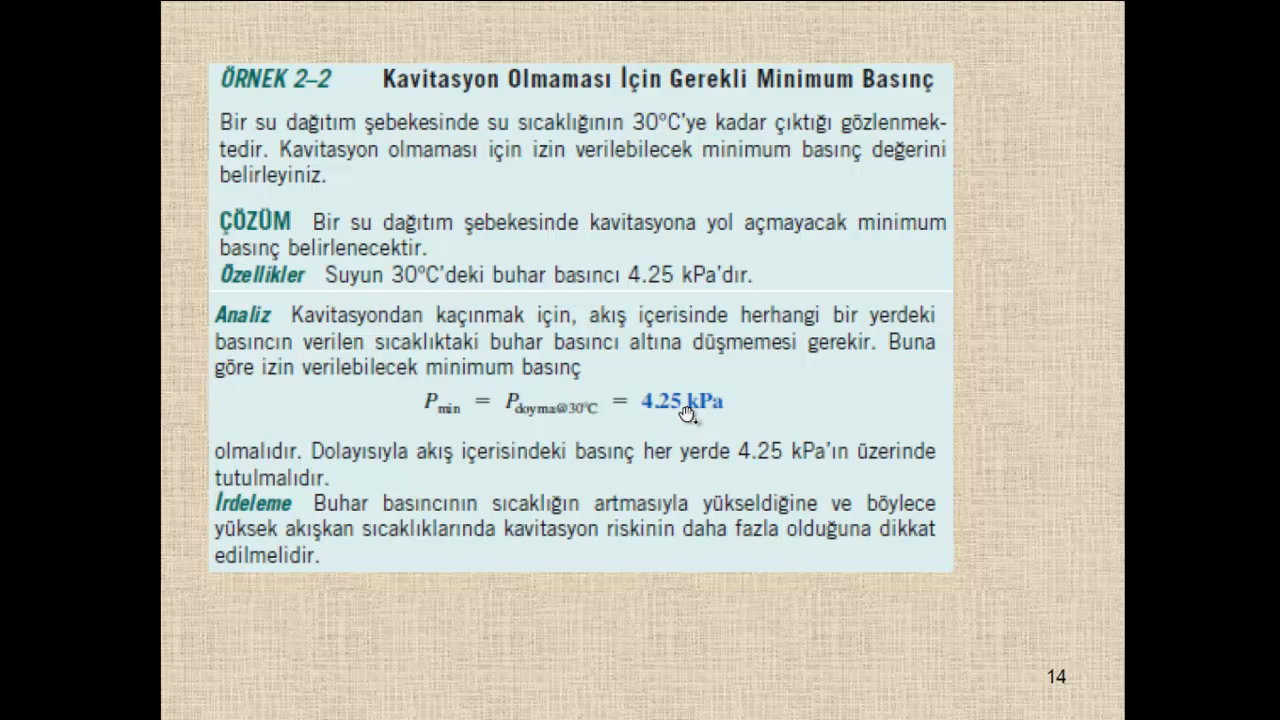 ÖRNEK 2–2 Kavitasyon Olmaması İçin Gerekli Minimum Basınç
Bir su dağıtım şebekesinde su sıcaklığının 30ºC'ye kadar çıktığı gözlenmek-
tedir. Kavitasyon olmaması için izin verilebilecek minimum basınç değerini
belirleyiniz.
ÇÖZÜM Bir su dağıtım şebekesinde kavitasyona yol açmayacak minimum
basınç belirlenecektir.
Özellikler Suyun 30ºC'deki buhar basıncı 4.25 kPa'dır.
Analiz Kavitasyondan kaçınmak için, akış içerisinde herhangi bir yerdeki
basıncın verilen sıcaklıktaki buhar basıncı altına düşmemesi gerekir. Buna
göre izin verilebilecek minimum basınç
P_min = P_doyma@30ºC = 4.25 kPa
olmalıdır. Dolayısıyla akış içerisindeki basınç her yerde 4.25 kPa'ın üzerinde
tutulmalıdır.
İrdeleme Buhar basıncının sıcaklığın artmasıyla yükseldiğine ve böylece
yüksek akışkan sıcaklıklarında kavitasyon riskinin daha fazla olduğuna dikkat
edilmelidir.
14